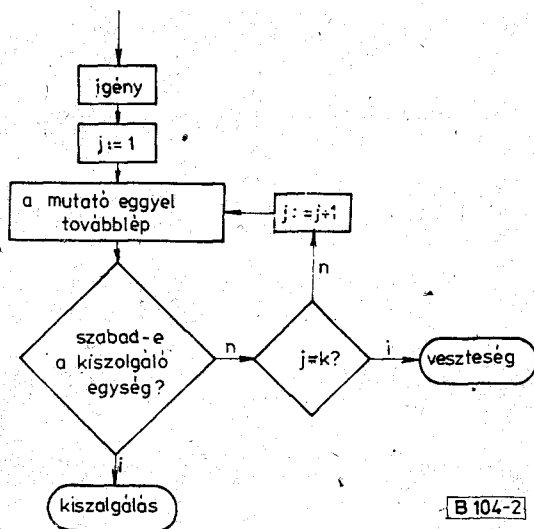 igény
j:= 1
a mutató eggyel
továbblép
j:=j+1
n
szabad-e
a kiszolgáló
egység?
n
j=k?
i
veszteség
i
kiszolgálás
B 104-2